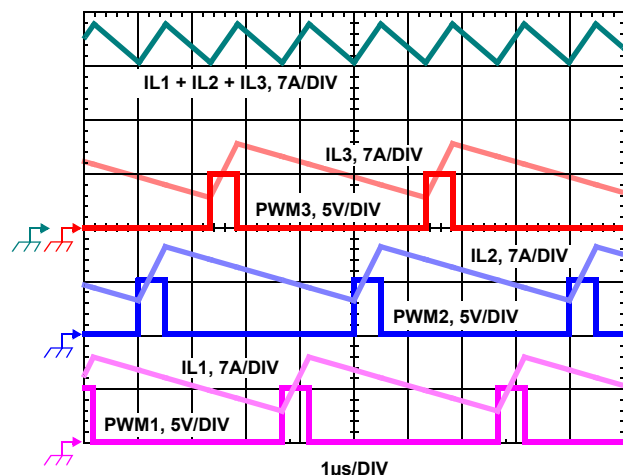 IL1 + IL2 + IL3, 7A/DIV
IL3, 7A/DIV
PWM3, 5V/DIV
IL2, 7A/DIV
PWM2, 5V/DIV
IL1, 7A/DIV
PWM1, 5V/DIV
1µs/DIV